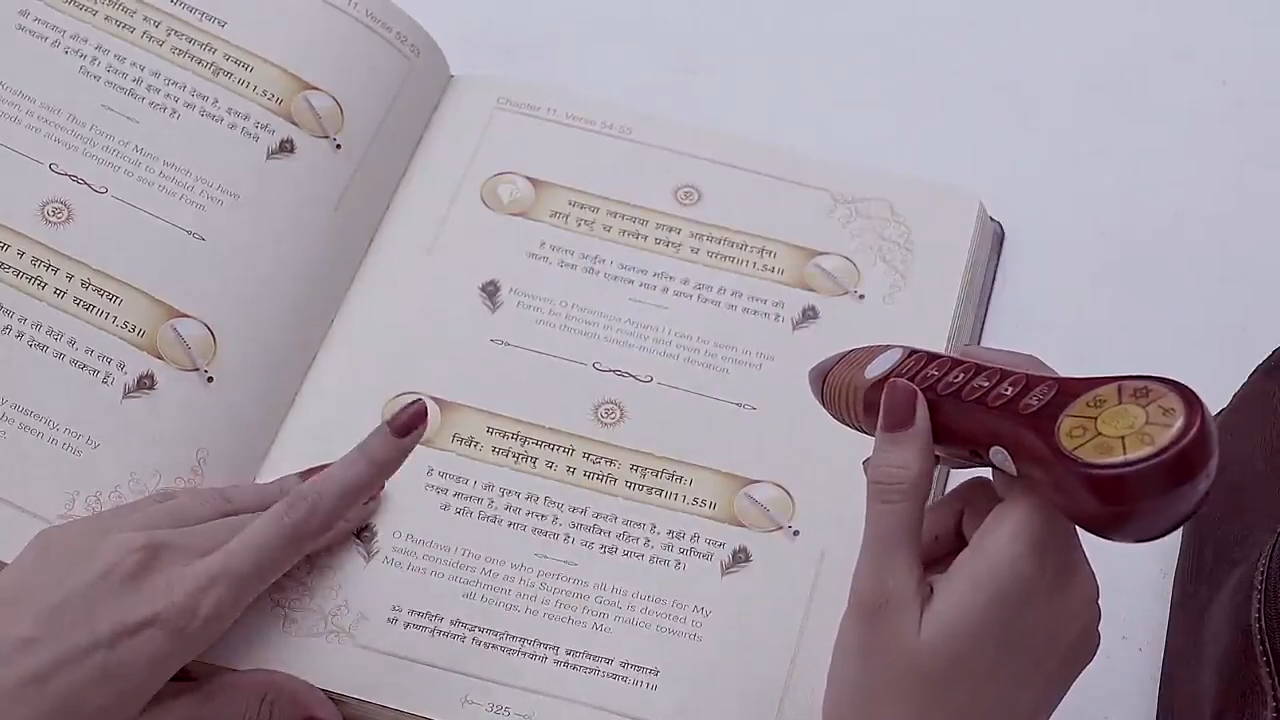 भगवानुवाच
सुदुर्दर्शमिदं रूपं दृष्टवानसि यन्मम।
अप्यस्य रूपस्य नित्यं दर्शनकाङ्क्षिणः॥11.52॥
श्री भगवान् बोले-मेरा यह रूप जो तुमने देखा है, इसके दर्शन
अत्यन्त ही दुर्लभ हैं। देवता भी इस रूप को देखने के लिये
नित्य लालायित रहते हैं।
Krishna said: This Form of Mine which you have
seen, is exceedingly difficult to behold. Even
gods are always longing to see this Form.
न दानेन न चेज्यया।
दृष्टवानसि मां यथा॥11.53॥
न तो वेदों से, न तप से,
ही मैं देखा जा सकता हूँ।
by austerity, nor by
be seen in this
11, Verse 52-53
Chapter 11, Verse 54-55
ॐ
भक्त्या त्वनन्यया शक्य अहमेवंविधोऽर्जुन।
ज्ञातुं द्रष्टुं च तत्त्वेन प्रवेष्टुं च परंतप॥11.54॥
हे परंतप अर्जुन ! अनन्य भक्ति के द्वारा ही मेरे तत्त्व को
जाना, देखा और एकात्म भाव से प्राप्त किया जा सकता है।
However, O Parantapa Arjuna ! I can be seen in this
Form, be known in reality and even be entered
into through single-minded devotion.
ॐ
मत्कर्मकृन्मत्परमो मद्भक्तः सङ्गवर्जितः।
निर्वैरः सर्वभूतेषु यः स मामेति पाण्डव॥11.55॥
हे पाण्डव ! जो पुरुष मेरे लिए कर्म करने वाला है, मुझे ही परम
लक्ष्य मानता है, मेरा भक्त है, आसक्ति रहित है, जो प्राणियों
के प्रति निर्वैर भाव रखता है। वह मुझे प्राप्त होता है।
O Pandava ! The one who performs all his duties for My
sake, considers Me as his Supreme Goal, is devoted to
Me, has no attachment and is free from malice towards
all beings, he reaches Me.
ॐ तत्सदिति श्रीमद्भगवद्गीतासूपनिषत्सु ब्रह्मविद्यायां योगशास्त्रे
श्री कृष्णार्जुनसंवादे विश्वरूपदर्शनयोगो नामैकादशोऽध्यायः॥11॥
325